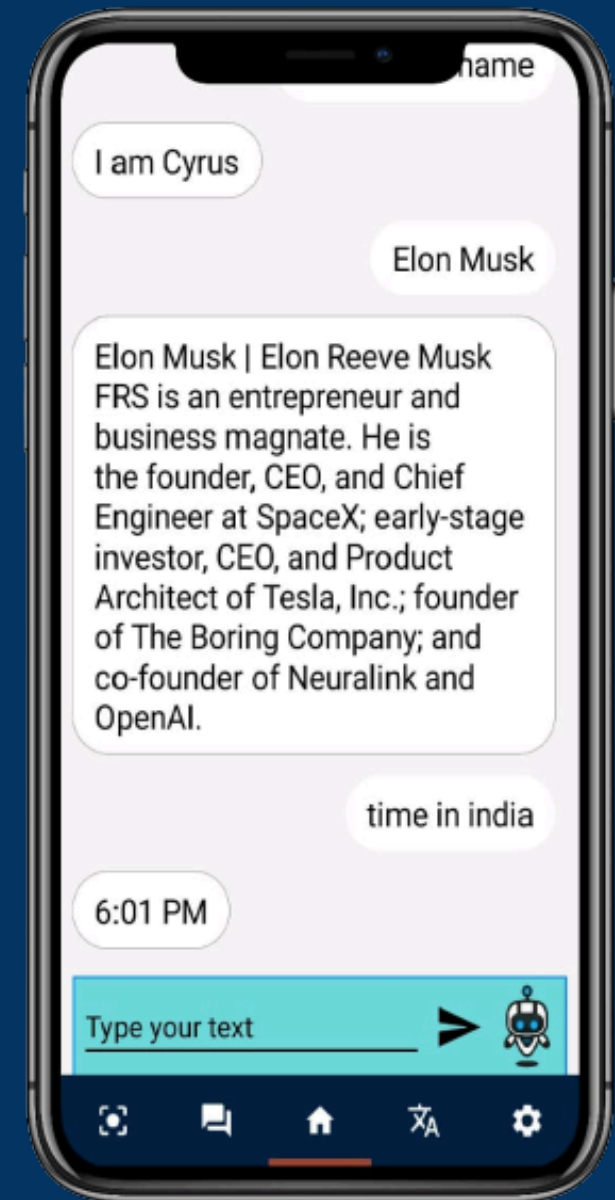 name
I am Cyrus
Elon Musk
Elon Musk | Elon Reeve Musk
FRS is an entrepreneur and
business magnate. He is
the founder, CEO, and Chief
Engineer at SpaceX; early-stage
investor, CEO, and Product
Architect of Tesla, Inc.; founder
of The Boring Company; and
co-founder of Neuralink and
OpenAI.
time in india
6:01 PM
Type your text